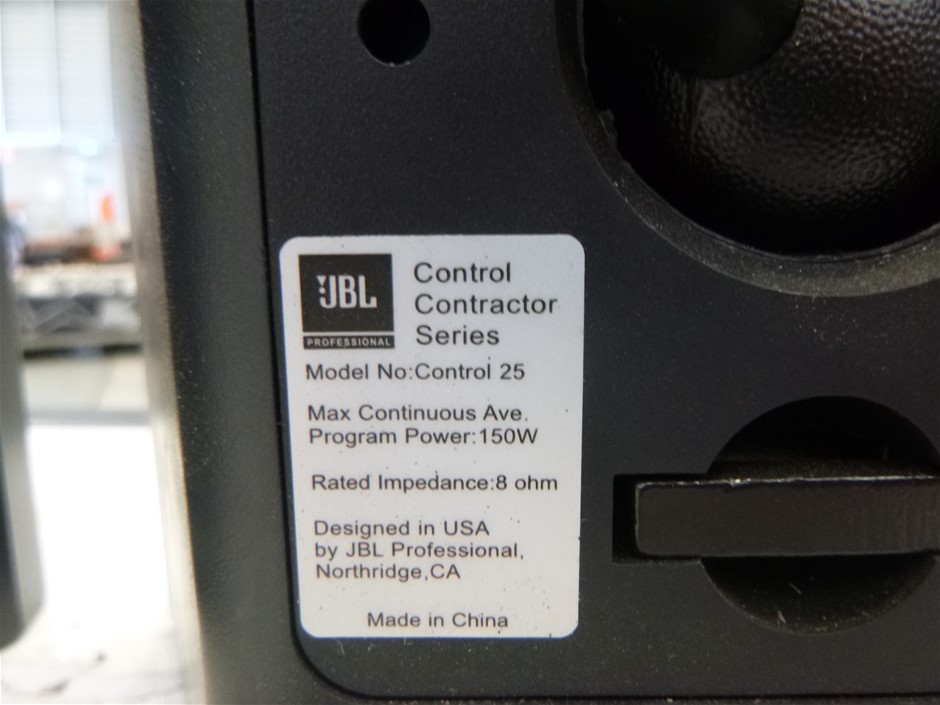 JBL
PROFESSIONAL
Control
Contractor
Series
Model No:Control 25
Max Continuous Ave.
Program Power:150W
Rated Impedance:8 ohm
Designed in USA
by JBL Professional,
Northridge,CA
Made in China